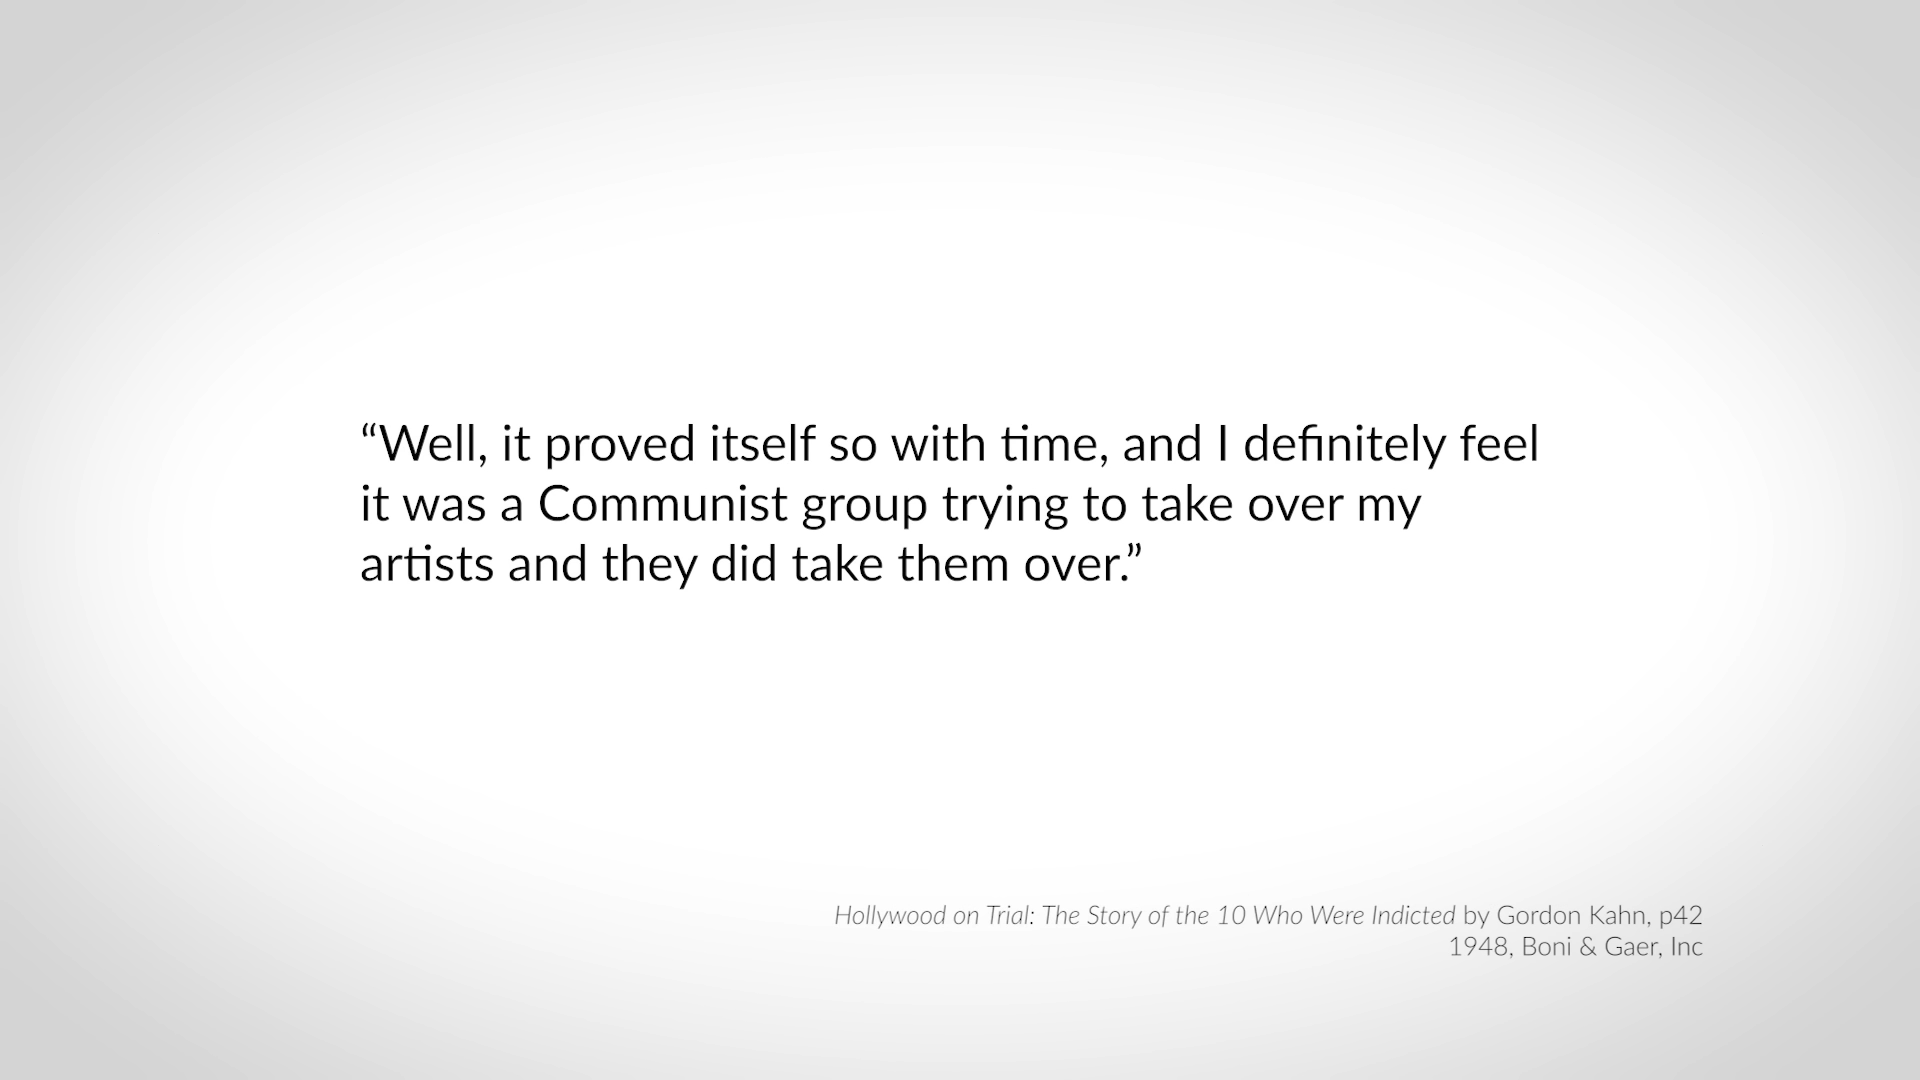 “Well, it proved itself so with time, and I definitely feel
it was a Communist group trying to take over my
artists and they did take them over.”
Hollywood on Trial: The Story of the 10 Who Were Indicted by Gordon Kahn, p42
1948, Boni & Gaer, Inc